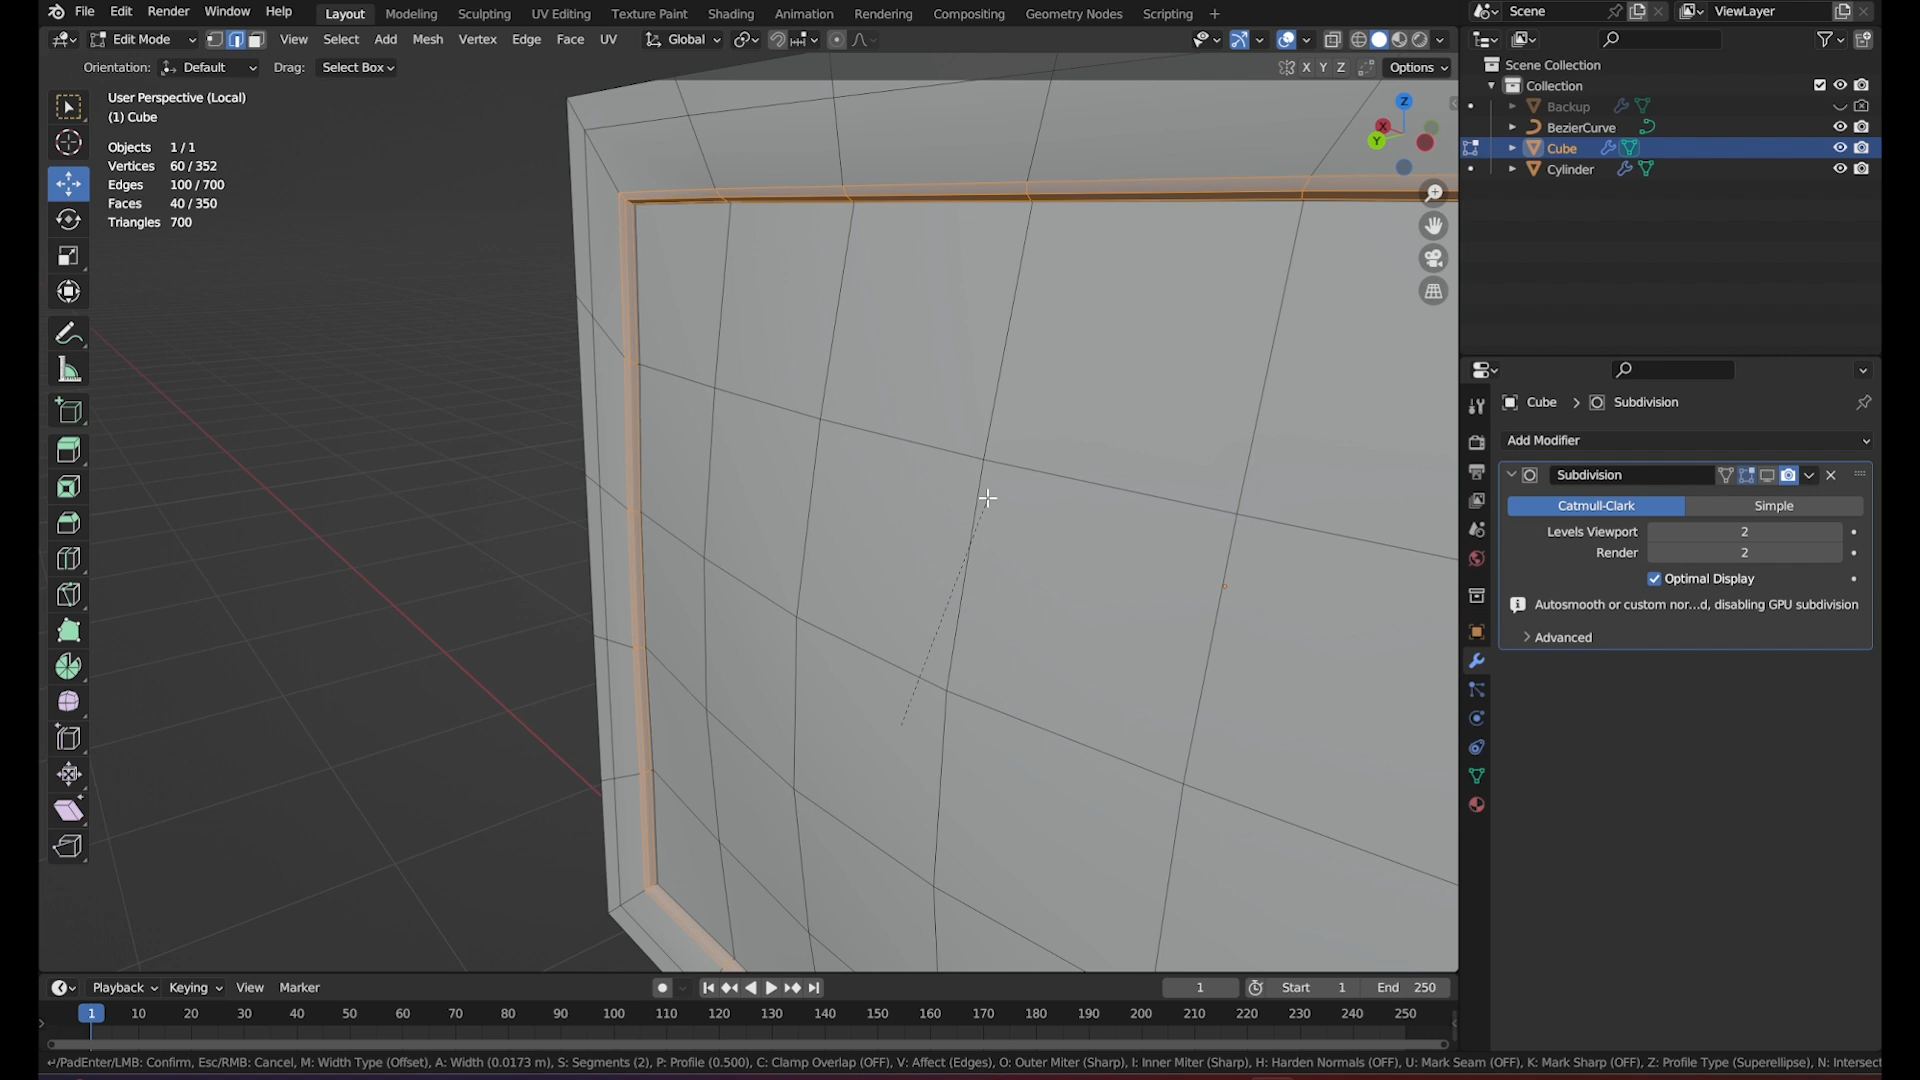 File Edit Render Window Help Layout Modeling Sculpting UV Editing Texture Paint Shading Animation Rendering Compositing Geometry Nodes Scripting + Scene ViewLayer
Edit Mode View Select Add Mesh Vertex Edge Face UV Global
Orientation: Default Drag: Select Box X Y Z Options
User Perspective (Local)
(1) Cube
Objects 1/1
Vertices 60/352
Edges 100/700
Faces 40/350
Triangles 700
Z
X
Y
Scene Collection
Collection
Backup
BezierCurve
Cube
Cylinder
Cube > Subdivision
Add Modifier
Subdivision
Catmull-Clark Simple
Levels Viewport 2
Render 2
Optimal Display
Autosmooth or custom nor...d, disabling GPU subdivision
> Advanced
Playback Keying View Marker 1 Start 1 End 250
1 10 20 30 40 50 60 70 80 90 100 110 120 130 140 150 160 170 180 190 200 210 220 230 240 250
↵/PadEnter/LMB: Confirm, Esc/RMB: Cancel, M: Width Type (Offset), A: Width (0.0173 m), S: Segments (2), P: Profile (0.500), C: Clamp Overlap (OFF), V: Affect (Edges), O: Outer Miter (Sharp), I: Inner Miter (Sharp), H: Harden Normals (OFF), U: Mark Seam (OFF), K: Mark Sharp (OFF), Z: Profile Type (Superellipse), N: Intersect